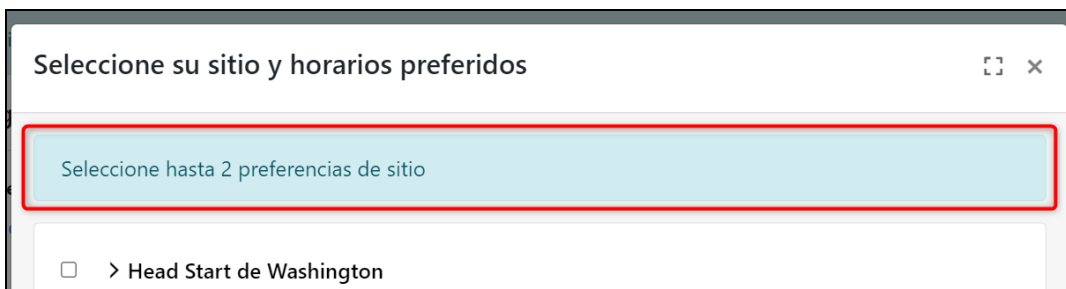 Seleccione su sitio y horarios preferidos
Seleccione hasta 2 preferencias de sitio
Head Start de Washington